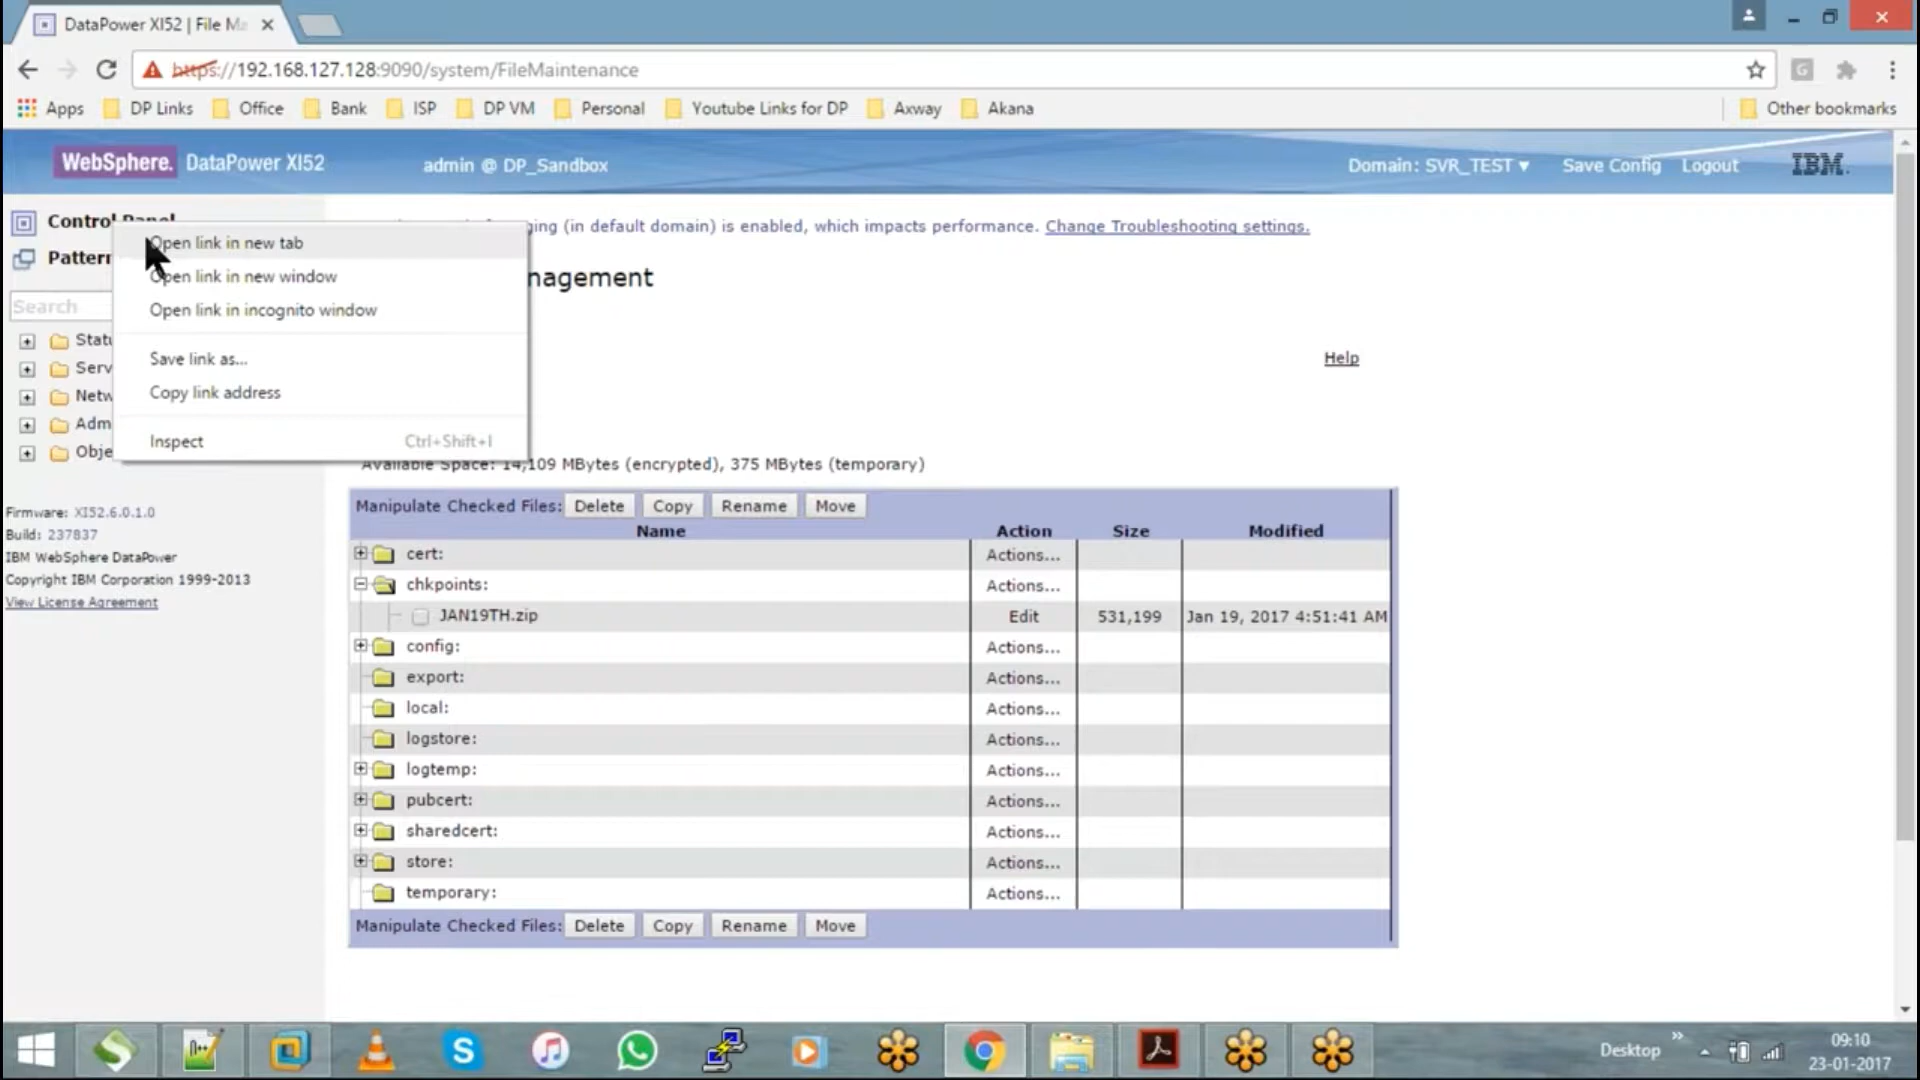 DataPower XI52 | File Ma
https://192.168.127.128:9090/system/FileMaintenance
Apps DP Links Office Bank ISP DP VM Personal Youtube Links for DP Axway Akana Other bookmarks
WebSphere. DataPower XI52 admin @ DP_Sandbox Domain: SVR_TEST ▼ Save Config Logout IBM.
Control Panel
ging (in default domain) is enabled, which impacts performance. Change Troubleshooting settings.
Open link in new tab
Pattern
nagement
Open link in new window
Search
Open link in incognito window
Statu
Save link as...
Help
Serv
Netw
Copy link address
Adm
Inspect Ctrl+Shift+I
Obje
Available Space: 14,109 MBytes (encrypted), 375 MBytes (temporary)
Firmware: XI52.6.0.1.0
Build: 237837
IBM WebSphere DataPower
Copyright IBM Corporation 1999-2013
View License Agreement
Manipulate Checked Files: Delete Copy Rename Move
Name Action Size Modified
cert: Actions...
chkpoints: Actions...
JAN19TH.zip Edit 531,199 Jan 19, 2017 4:51:41 AM
config: Actions...
export: Actions...
local: Actions...
logstore: Actions...
logtemp: Actions...
pubcert: Actions...
sharedcert: Actions...
store: Actions...
temporary: Actions...
Manipulate Checked Files: Delete Copy Rename Move
Desktop
09:10
23-01-2017